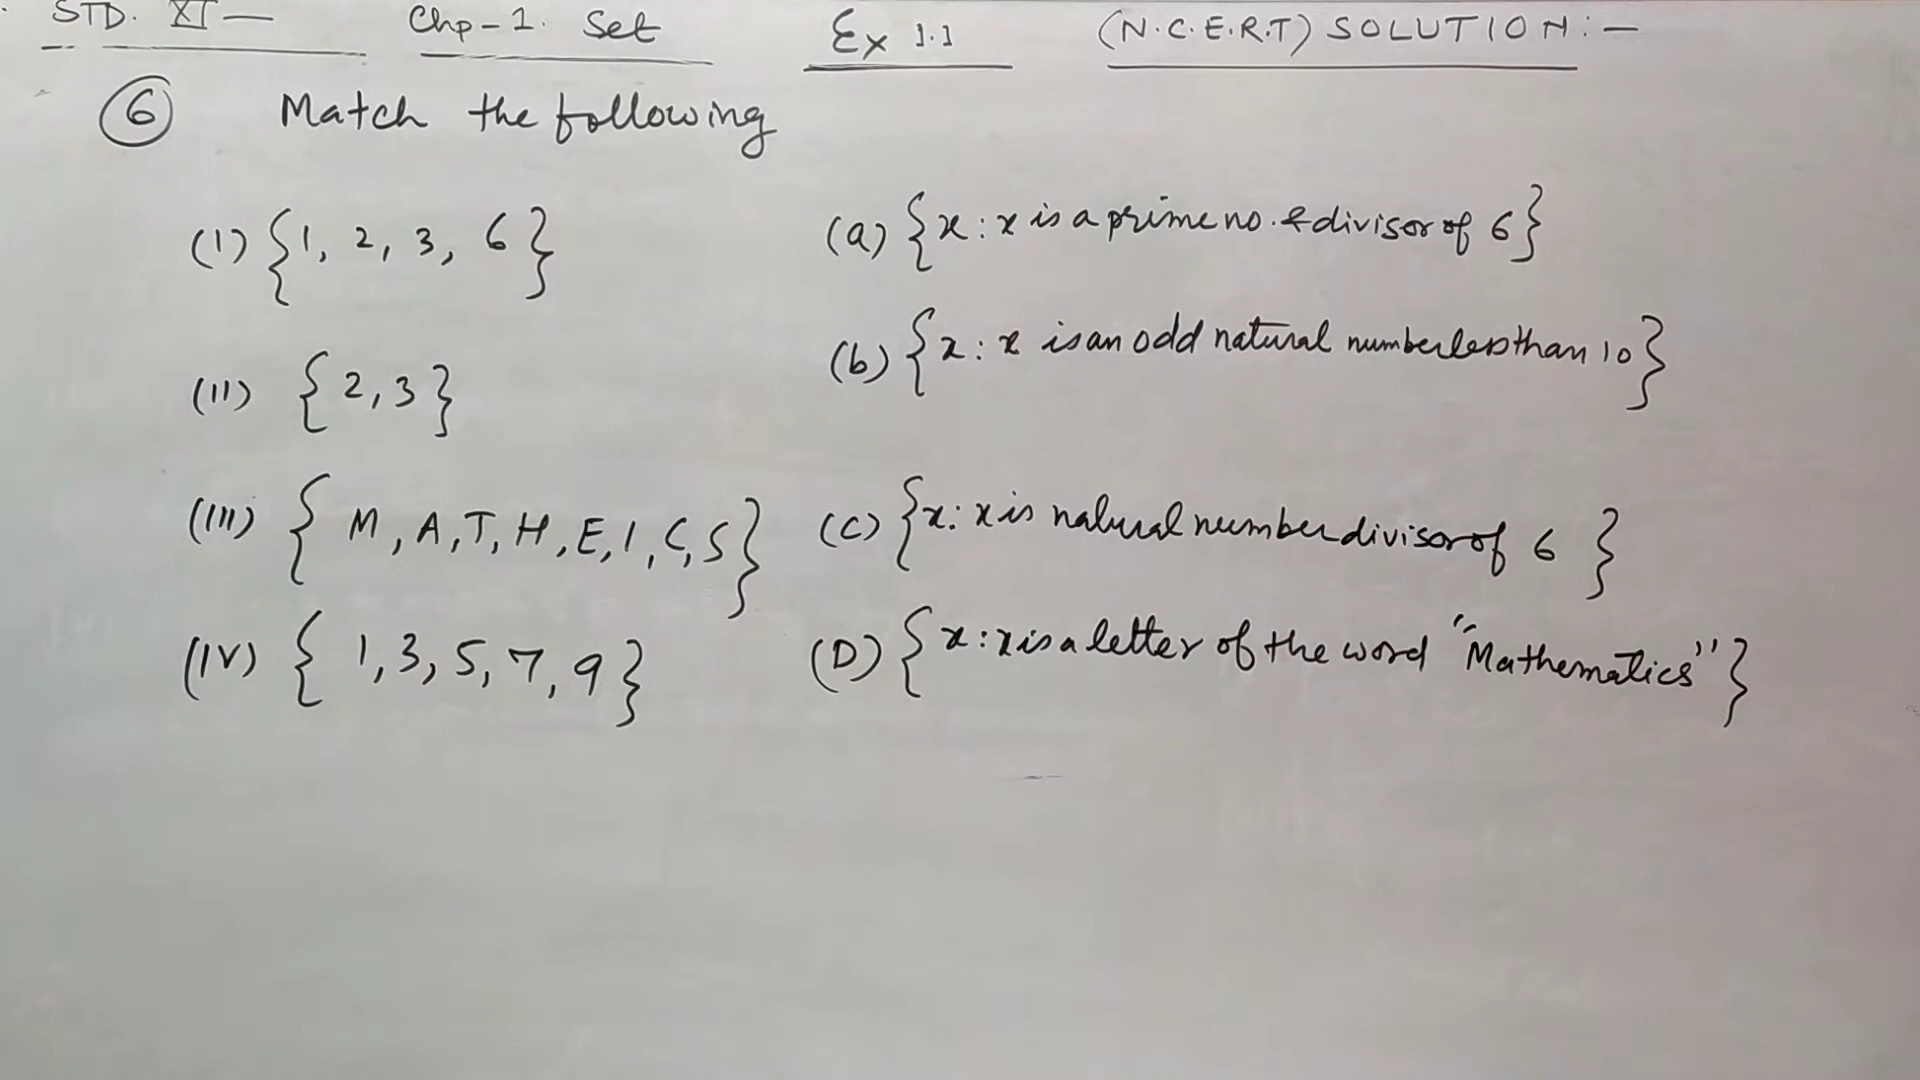 STD. XI — Chp-1. Set Ex 1.1 (N.C.E.R.T) SOLUTION:-
6 Match the following
(i) {1, 2, 3, 6} (a) {x : x is a prime no. & divisor of 6}
(ii) {2, 3} (b) {x : x is an odd natural number less than 10}
(iii) {M, A, T, H, E, I, C, S} (c) {x : x is natural number divisor of 6}
(iv) {1, 3, 5, 7, 9} (D) {x : x is a letter of the word "Mathematics"}